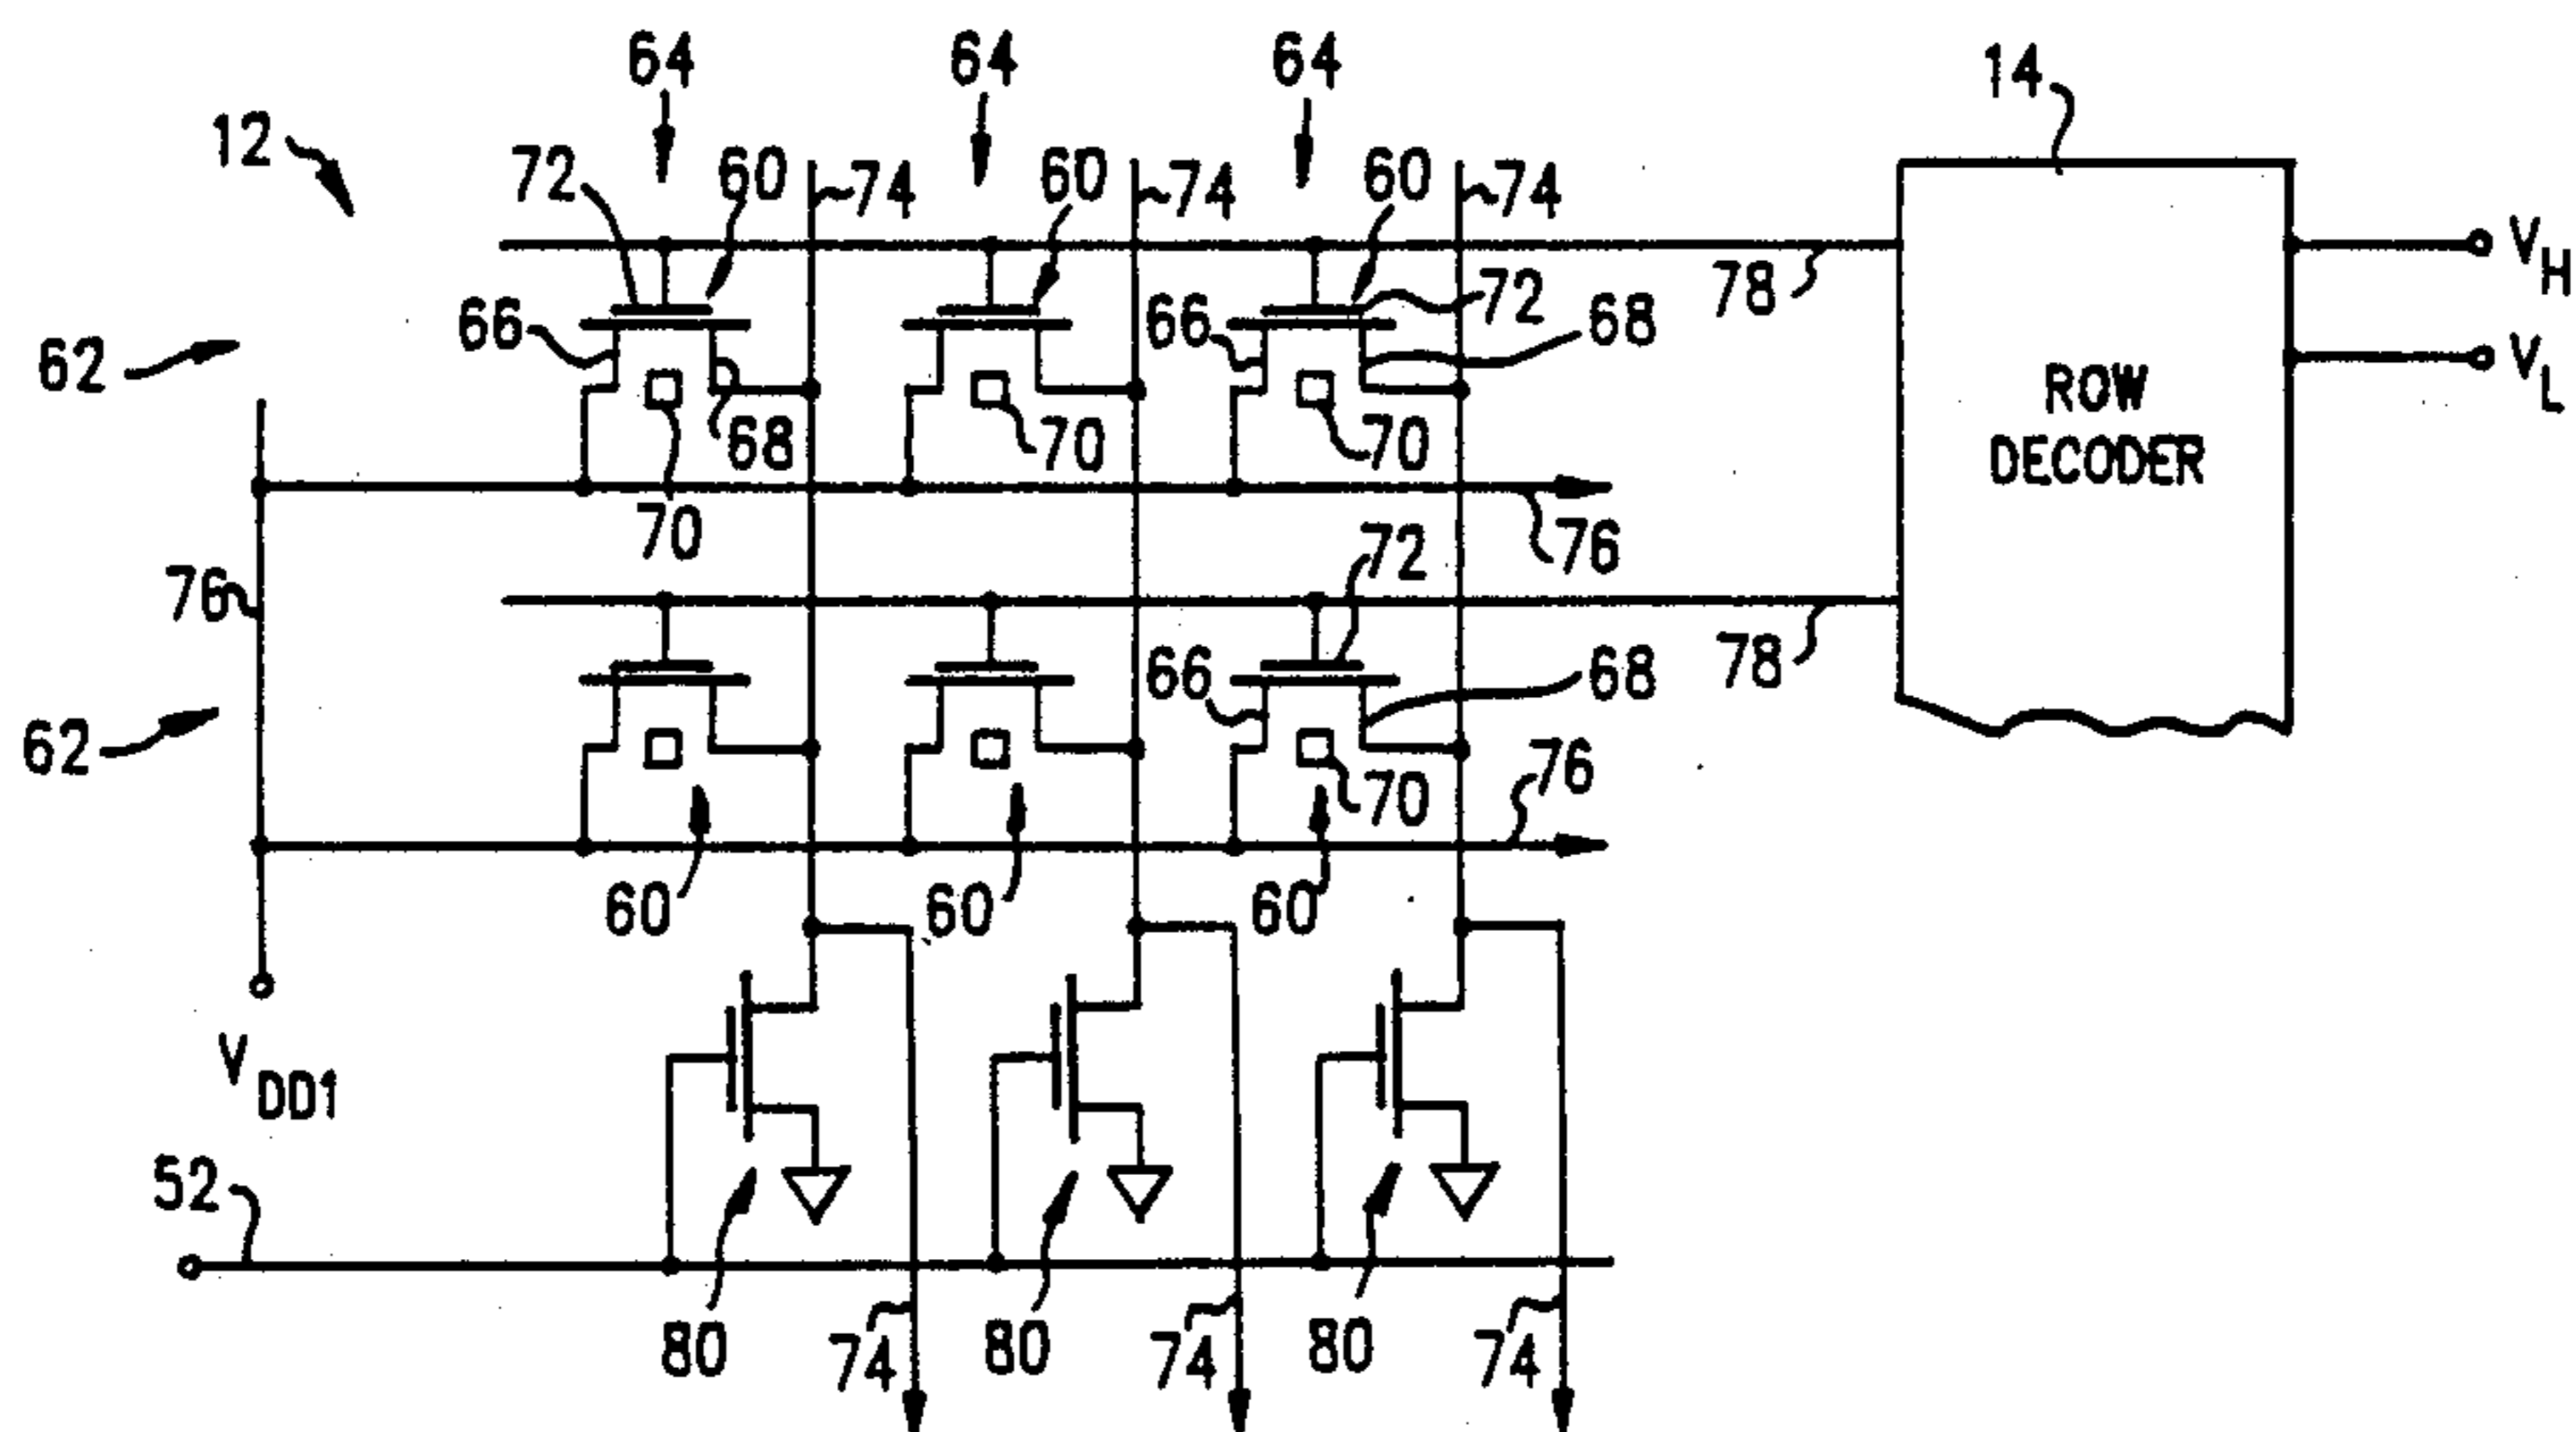 64 64 64 14
12 72 60 74 60 74 60 74
V_H
66 66 72 68 78
62 V_L
ROW
DECODER
68 70 70
70 76
72
76
66 68 78
62 76
70
60 60 60
V_DD1
52
80 74 80 74 80 74